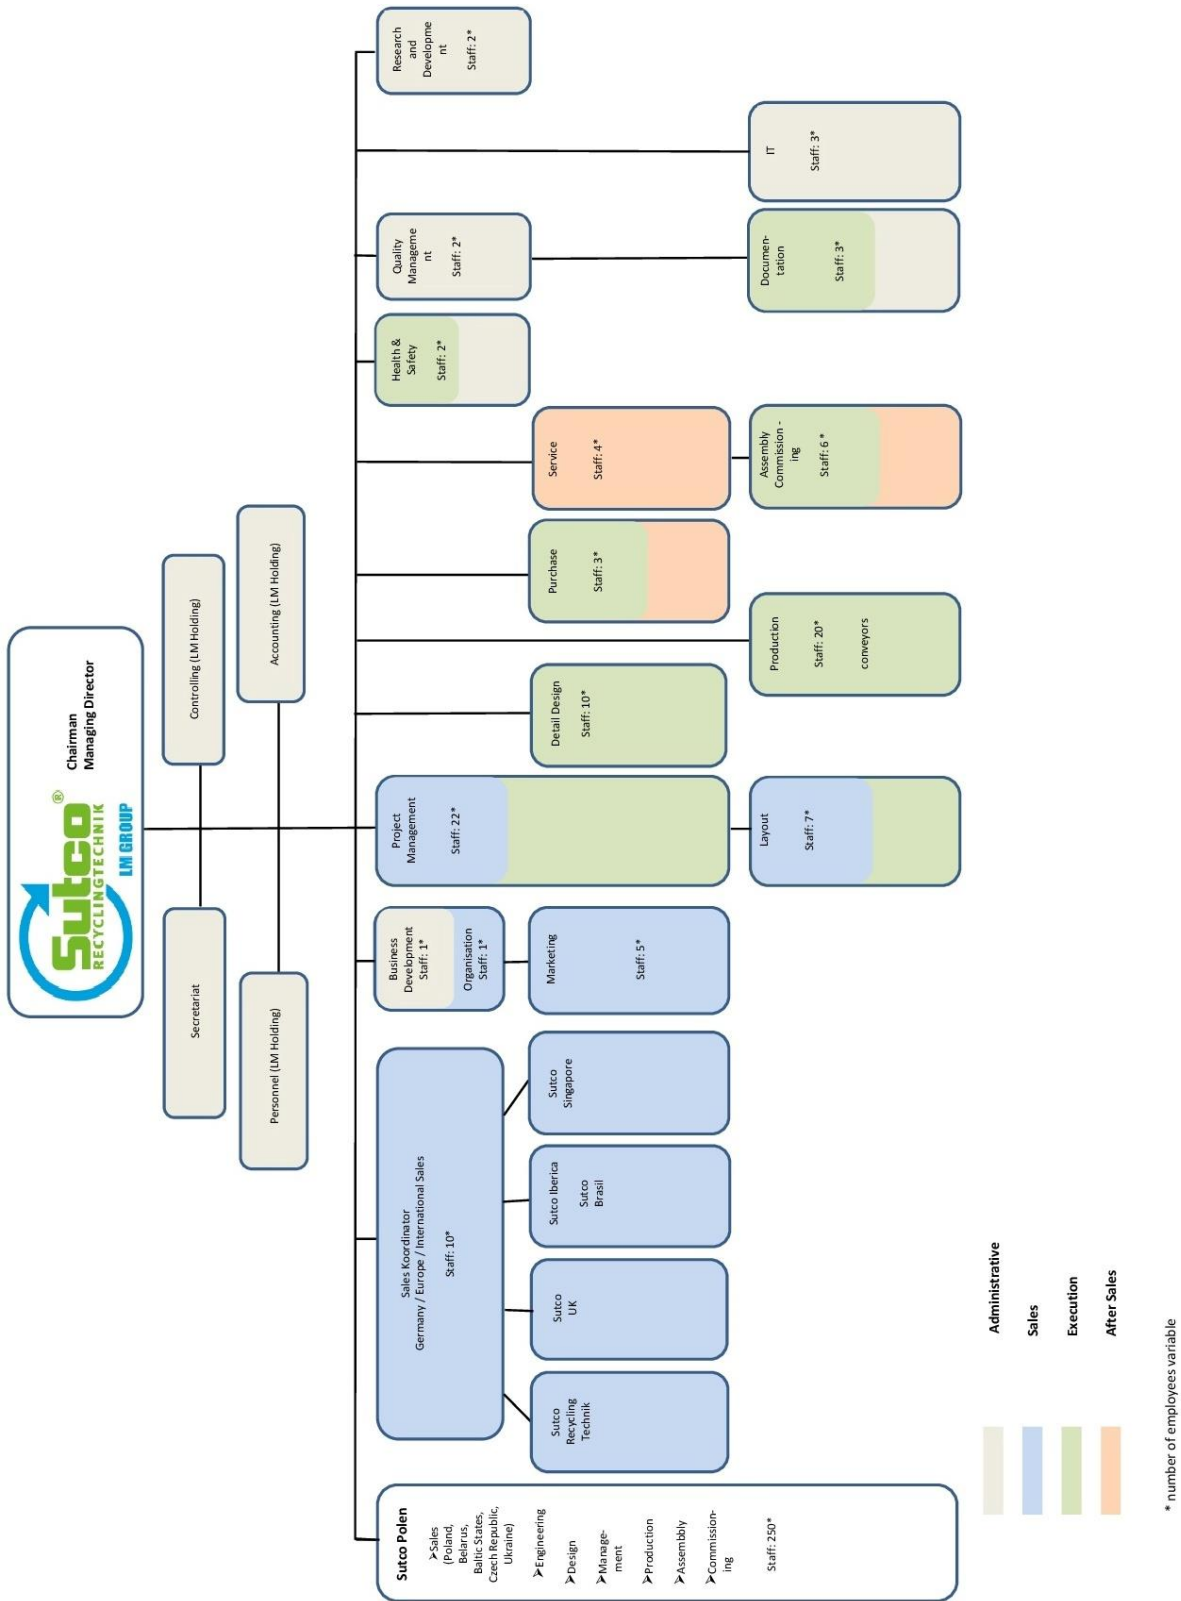 Sutco®
RECYCLINGTECHNIK
LM GROUP
Chairman
Managing Director
Secretariat
Controlling (LM Holding)
Personnel (LM Holding)
Accounting (LM Holding)
Sutco Polen
➢Sales
(Poland,
Belarus,
Baltic States,
Czech Republic,
Ukraine)
➢Engineering
➢Design
➢Manage-
ment
➢Production
➢Assembbly
➢Commission-
ing
Staff: 250*
Sales Koordinator
Germany / Europe / International Sales
Staff: 10*
Sutco
Recycling
Technik
Sutco
UK
Sutco Iberica
Sutco
Brasil
Sutco
Singapore
Business
Development
Staff: 1*
Organisation
Staff: 1*
Marketing
Staff: 5*
Project
Management
Staff: 22*
Layout
Staff: 7*
Detail Design
Staff: 10*
Production
Staff: 20*
conveyors
Purchase
Staff: 3*
Service
Staff: 4*
Assembly
Commission -
ing
Staff: 6 *
Health &
Safety
Staff: 2*
Quality
Manageme
nt
Staff: 2*
Documen-
tation
Staff: 3*
IT
Staff: 3*
Research
and
Developme
nt
Staff: 2*
Administrative
Sales
Execution
After Sales
* number of employees variable